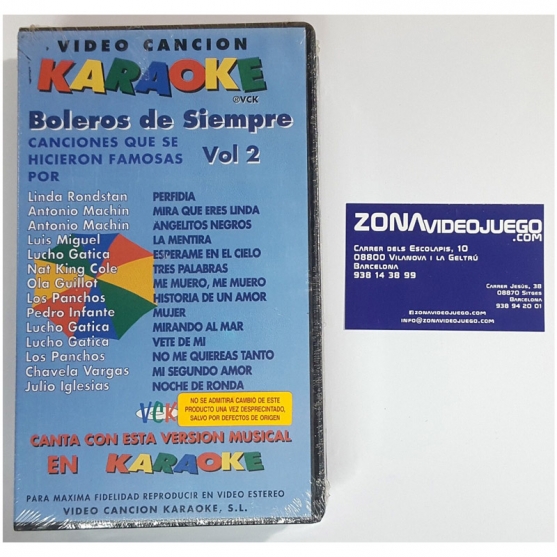 VIDEO CANCION
KARAOKE
@VCK
Boleros de Siempre
CANCIONES QUE SE
HICIERON FAMOSAS Vol 2
POR
Linda Rondstan PERFIDIA
Antonio Machin MIRA QUE ERES LINDA
Antonio Machin ANGELITOS NEGROS
Luis Miguel LA MENTIRA
Lucho Gatica ESPERAME EN EL CIELO
Nat King Cole TRES PALABRAS
Ola Guillot ME MUERO, ME MUERO
Los Panchos HISTORIA DE UN AMOR
Pedro Infante MUJER
Lucho Gatica MIRANDO AL MAR
Lucho Gatica VETE DE MI
Los Panchos NO ME QUIEREAS TANTO
Chavela Vargas MI SEGUNDO AMOR
Julio Iglesias NOCHE DE RONDA
VCK
NO SE ADMITIRA CAMBIO DE ESTE
PRODUCTO UNA VEZ DESPRECINTADO,
SALVO POR DEFECTOS DE ORIGEN
CANTA CON ESTA VERSION MUSICAL
EN KARAOKE
PARA MAXIMA FIDELIDAD REPRODUCIR EN VIDEO ESTEREO
VIDEO CANCION KARAOKE, S.L.
ZONAVIDEOJUEGO
.COM
CARRER DELS ESCOLAPIS, 10
08800 VILANOVA I LA GELTRÚ
BARCELONA
938 14 38 99
CARRER JESÚS, 38
08870 SITGES
BARCELONA
938 94 20 01
ZONAVIDEOJUEGO.COM
INFO@ZONAVIDEOJUEGO.COM